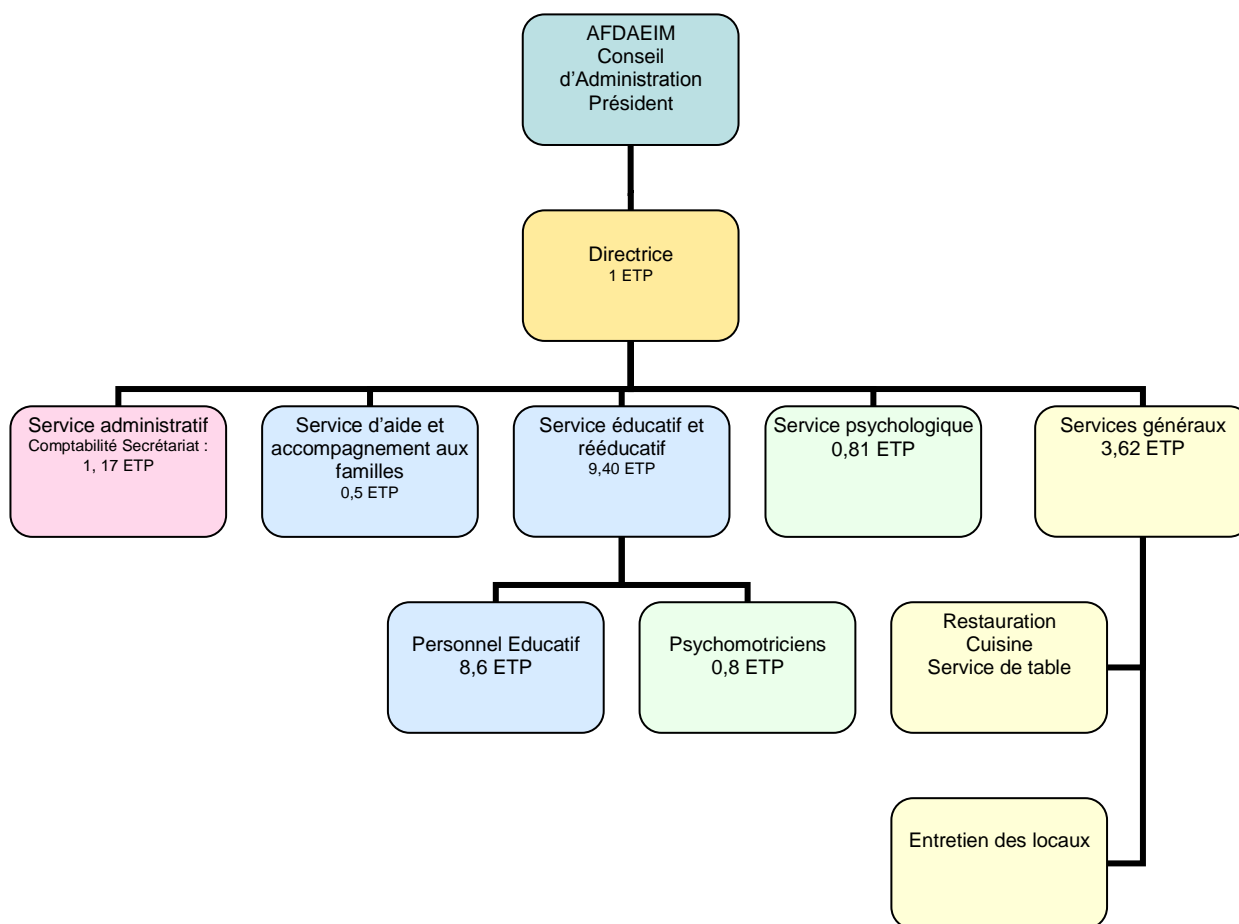 AFDAEIM
Conseil
d’Administration
Président
Directrice
1 ETP
Service administratif
Comptabilité Secrétariat :
1, 17 ETP
Service d’aide et
accompagnement aux
familles
0,5 ETP
Service éducatif et
rééducatif
9,40 ETP
Service psychologique
0,81 ETP
Services généraux
3,62 ETP
Personnel Educatif
8,6 ETP
Psychomotriciens
0,8 ETP
Restauration
Cuisine
Service de table
Entretien des locaux